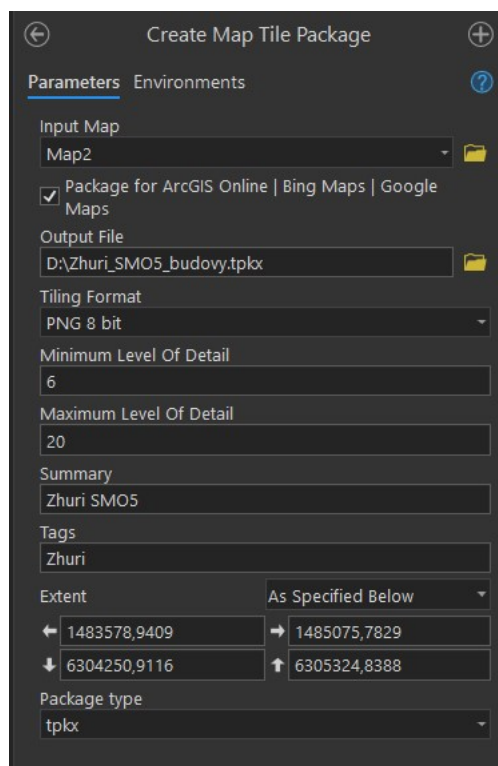 Create Map Tile Package
Parameters Environments
Input Map
Map2
Package for ArcGIS Online | Bing Maps | Google
Maps
Output File
D:\Zhuri_SMO5_budovy.tpkx
Tiling Format
PNG 8 bit
Minimum Level Of Detail
6
Maximum Level Of Detail
20
Summary
Zhuri SMO5
Tags
Zhuri
Extent As Specified Below
1483578,9409 1485075,7829
6304250,9116 6305324,8388
Package type
tpkx